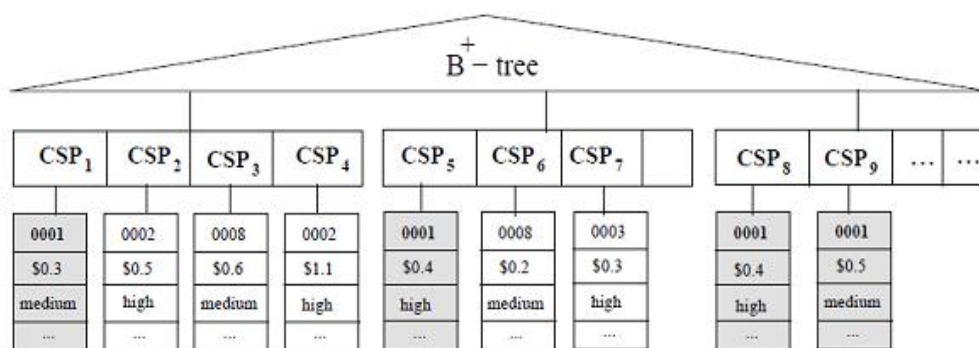 B+ – tree
CSP1 CSP2 CSP3 CSP4 CSP5 CSP6 CSP7 CSP8 CSP9 ... ...
0001 0002 0008 0002 0001 0008 0003 0001 0001
$0.3 $0.5 $0.6 $1.1 $0.4 $0.2 $0.3 $0.4 $0.5
medium high medium high high medium high high medium
... ... ... ... ... ... ... ... ...